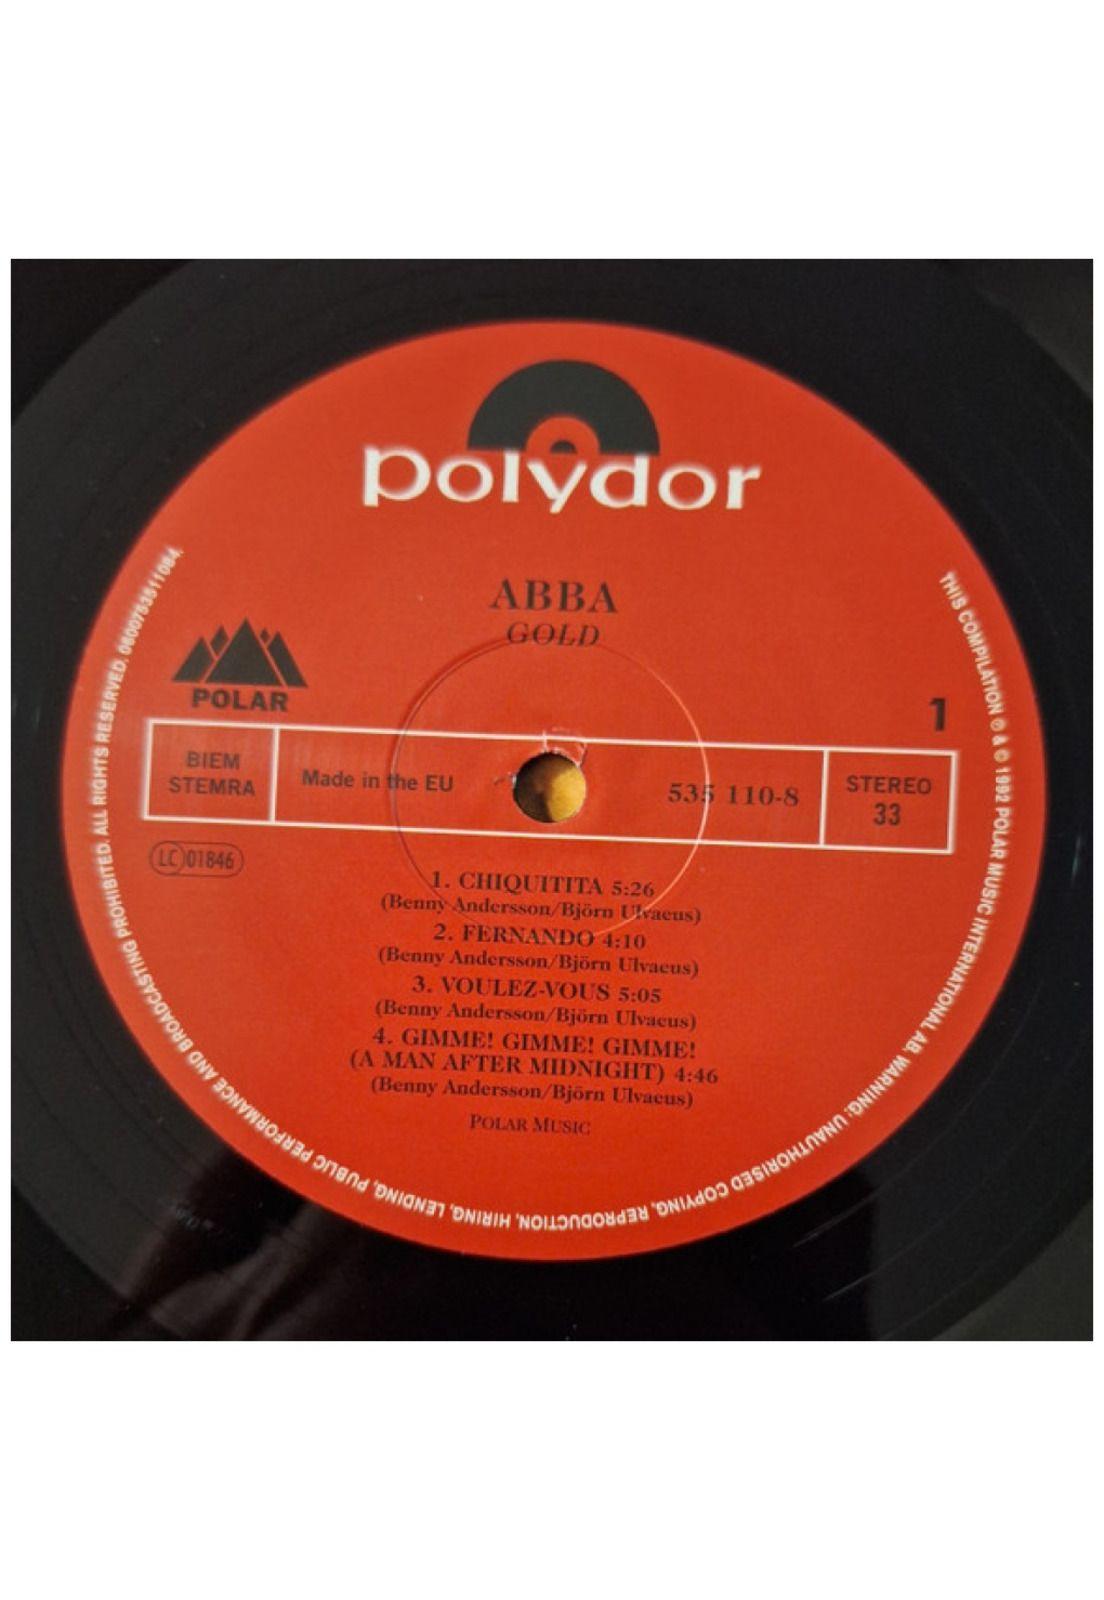 polydor
ABBA
GOLD
POLAR
1
BIEM
STEMRA
Made in the EU
535 110-8
STEREO
33
LC 01846
1. CHIQUITITA 5:26
(Benny Andersson/Björn Ulvaeus)
2. FERNANDO 4:10
(Benny Andersson/Björn Ulvaeus)
3. VOULEZ-VOUS 5:05
(Benny Andersson/Björn Ulvaeus)
4. GIMME! GIMME! GIMME!
(A MAN AFTER MIDNIGHT) 4:46
(Benny Andersson/Björn Ulvaeus)
POLAR MUSIC
THIS COMPILATION ℗ & © 1992 POLAR MUSIC INTERNATIONAL AB. WARNING: UNAUTHORISED COPYING, REPRODUCTION, HIRING, LENDING, PUBLIC PERFORMANCE AND BROADCASTING PROHIBITED. ALL RIGHTS RESERVED. 0600753511084.